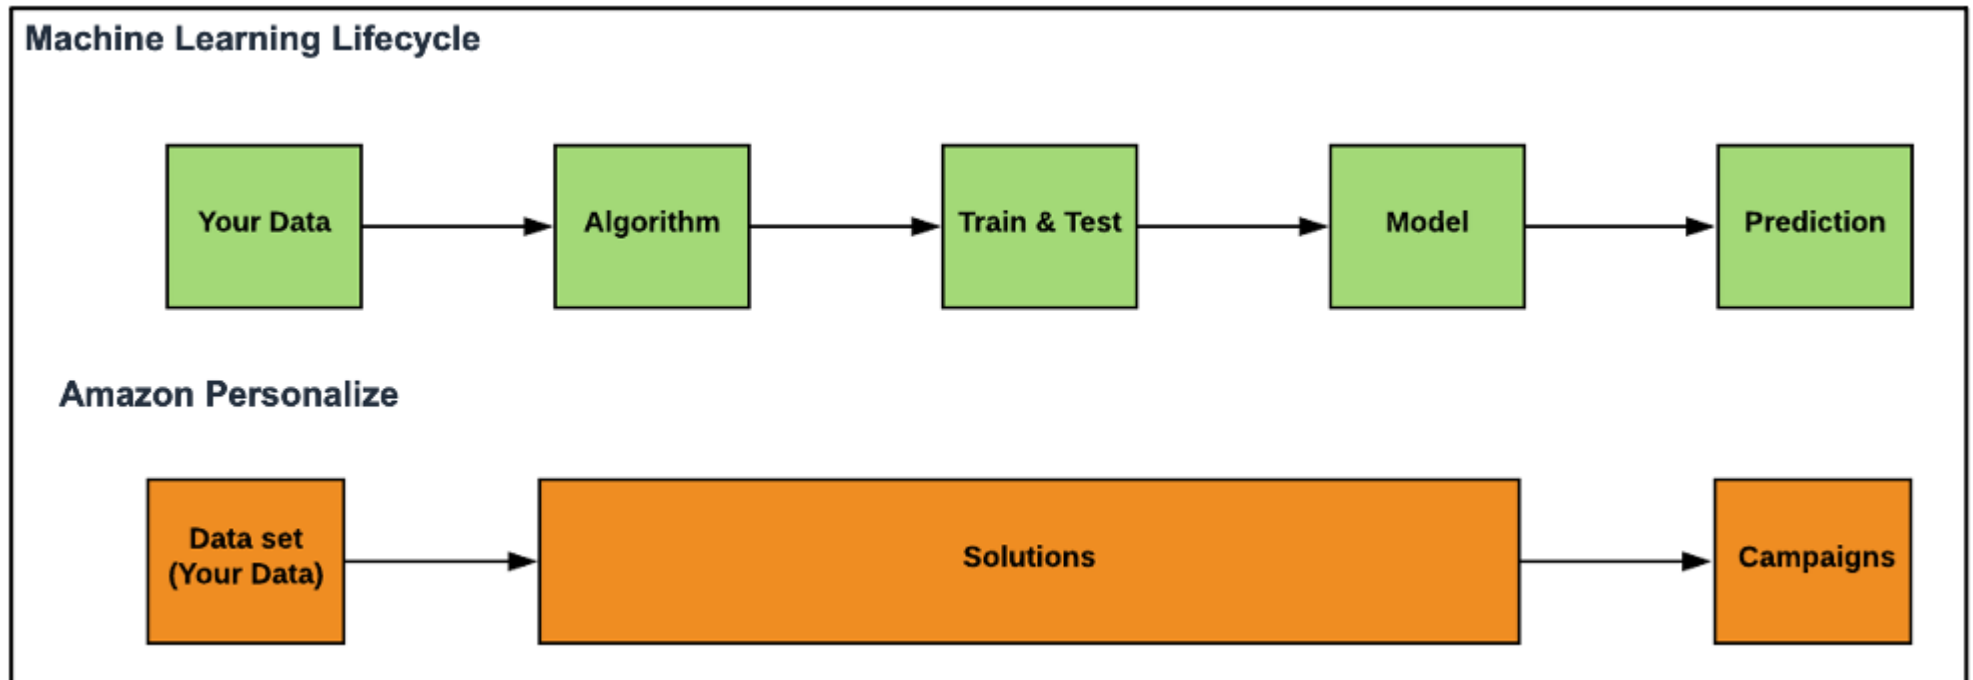 Machine Learning Lifecycle
Your Data
Algorithm
Train & Test
Model
Prediction
Amazon Personalize
Data set
(Your Data)
Solutions
Campaigns